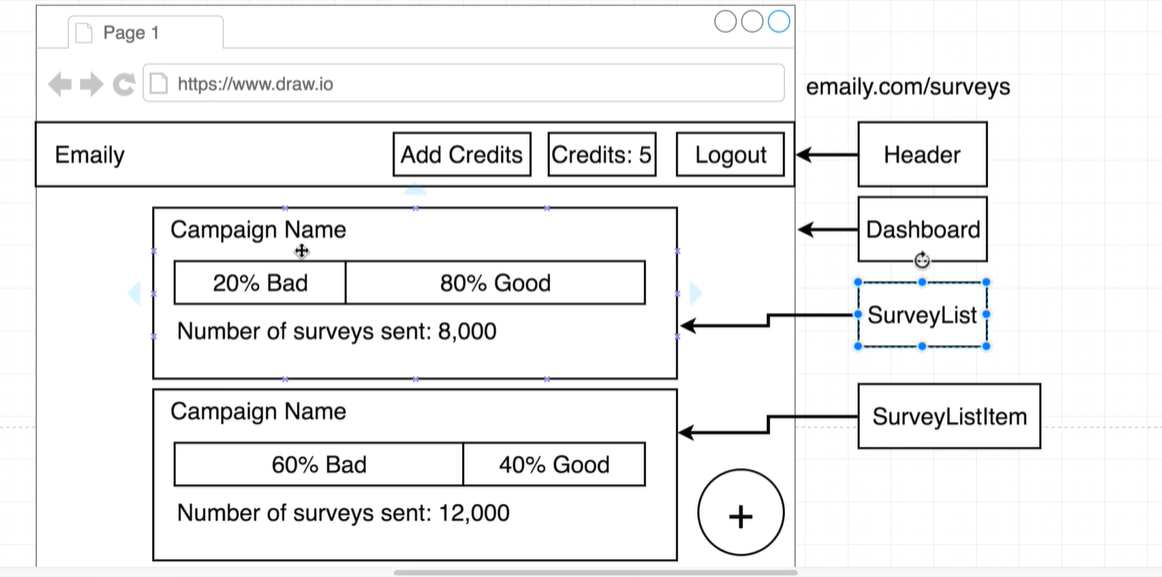 Page 1
https://www.draw.io
emaily.com/surveys
Emaily
Add Credits
Credits: 5
Logout
Header
Campaign Name
Dashboard
20% Bad
80% Good
SurveyList
Number of surveys sent: 8,000
Campaign Name
SurveyListItem
60% Bad
40% Good
Number of surveys sent: 12,000
+